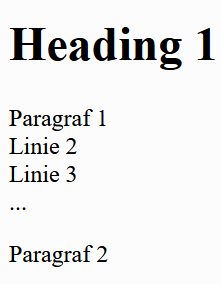 Heading 1
Paragraf 1
Linie 2
Linie 3
...
Paragraf 2